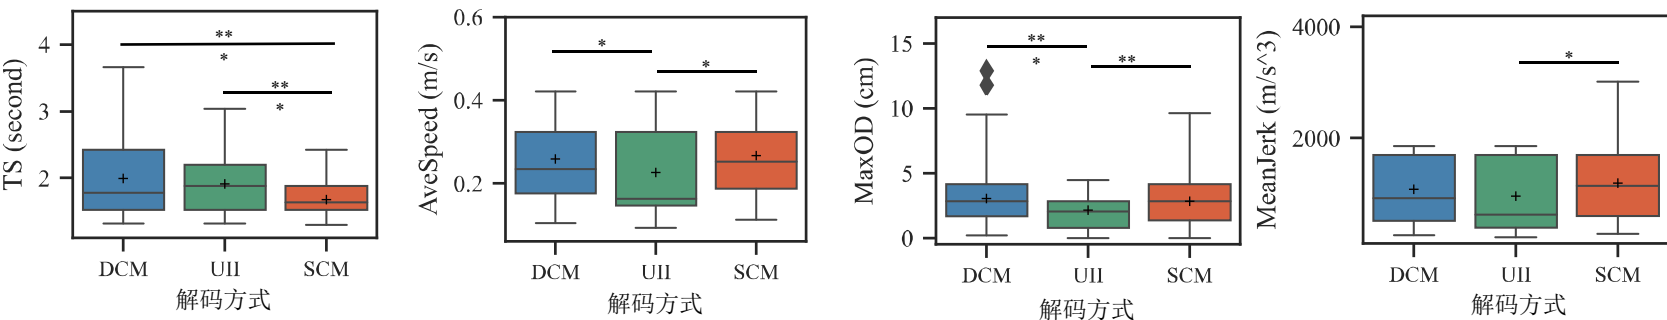 TS (second)
4
3
2
**
*
**
*
DCM UII SCM
解码方式
AveSpeed (m/s)
0.6
0.4
0.2
*
*
DCM UII SCM
解码方式
MaxOD (cm)
15
10
5
0
**
*
**
DCM UII SCM
解码方式
MeanJerk (m/s^3)
4000
2000
*
DCM UII SCM
解码方式